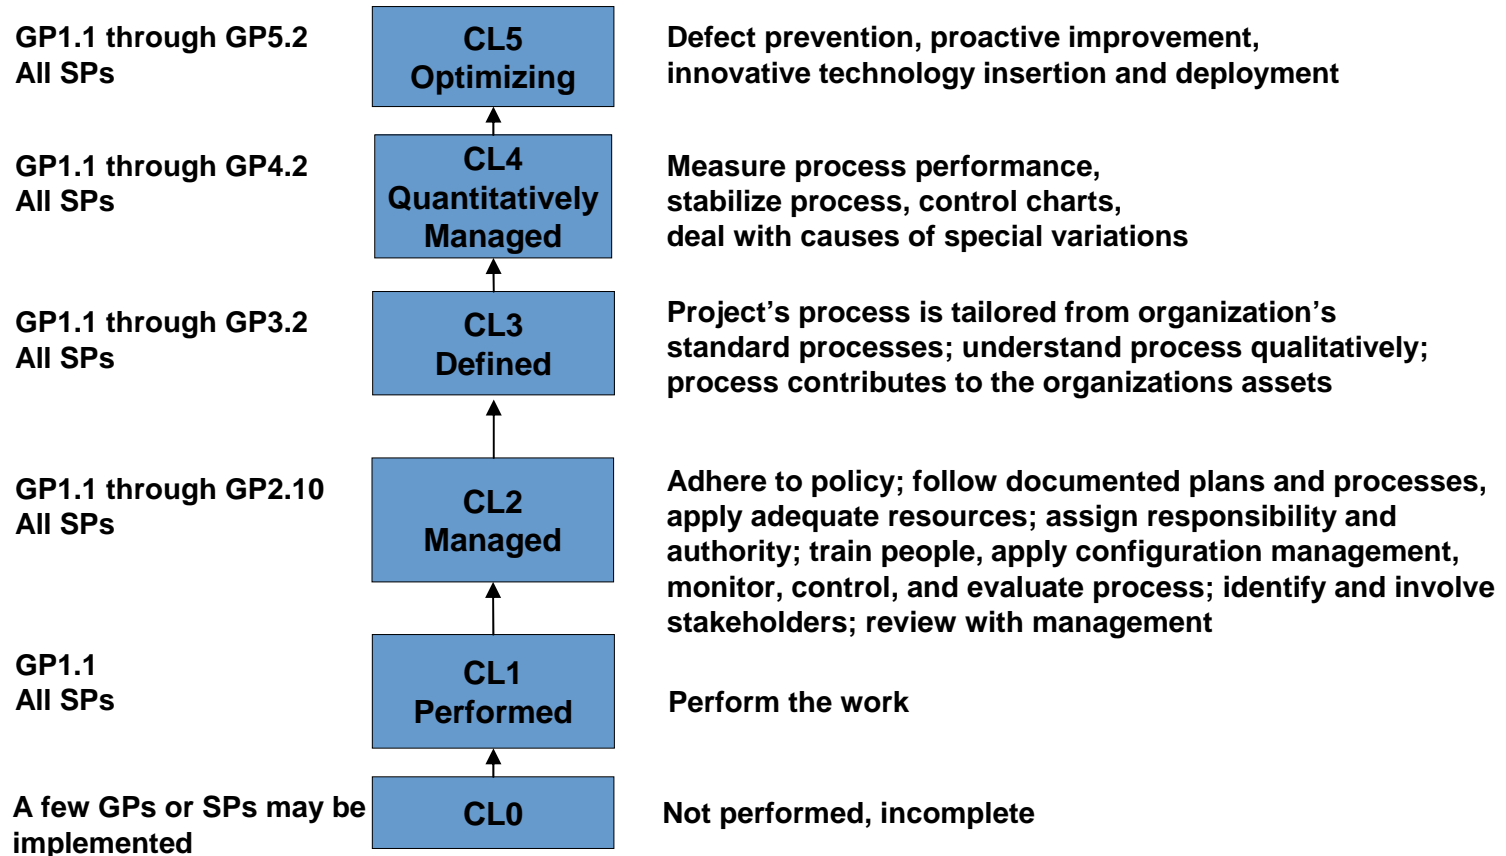 GP1.1 through GP5.2
All SPs
CL5
Optimizing
Defect prevention, proactive improvement,
innovative technology insertion and deployment
GP1.1 through GP4.2
All SPs
CL4
Quantitatively
Managed
Measure process performance,
stabilize process, control charts,
deal with causes of special variations
GP1.1 through GP3.2
All SPs
CL3
Defined
Project’s process is tailored from organization’s
standard processes; understand process qualitatively;
process contributes to the organizations assets
GP1.1 through GP2.10
All SPs
CL2
Managed
Adhere to policy; follow documented plans and processes,
apply adequate resources; assign responsibility and
authority; train people, apply configuration management,
monitor, control, and evaluate process; identify and involve
stakeholders; review with management
GP1.1
All SPs
CL1
Performed
Perform the work
A few GPs or SPs may be
implemented
CL0
Not performed, incomplete